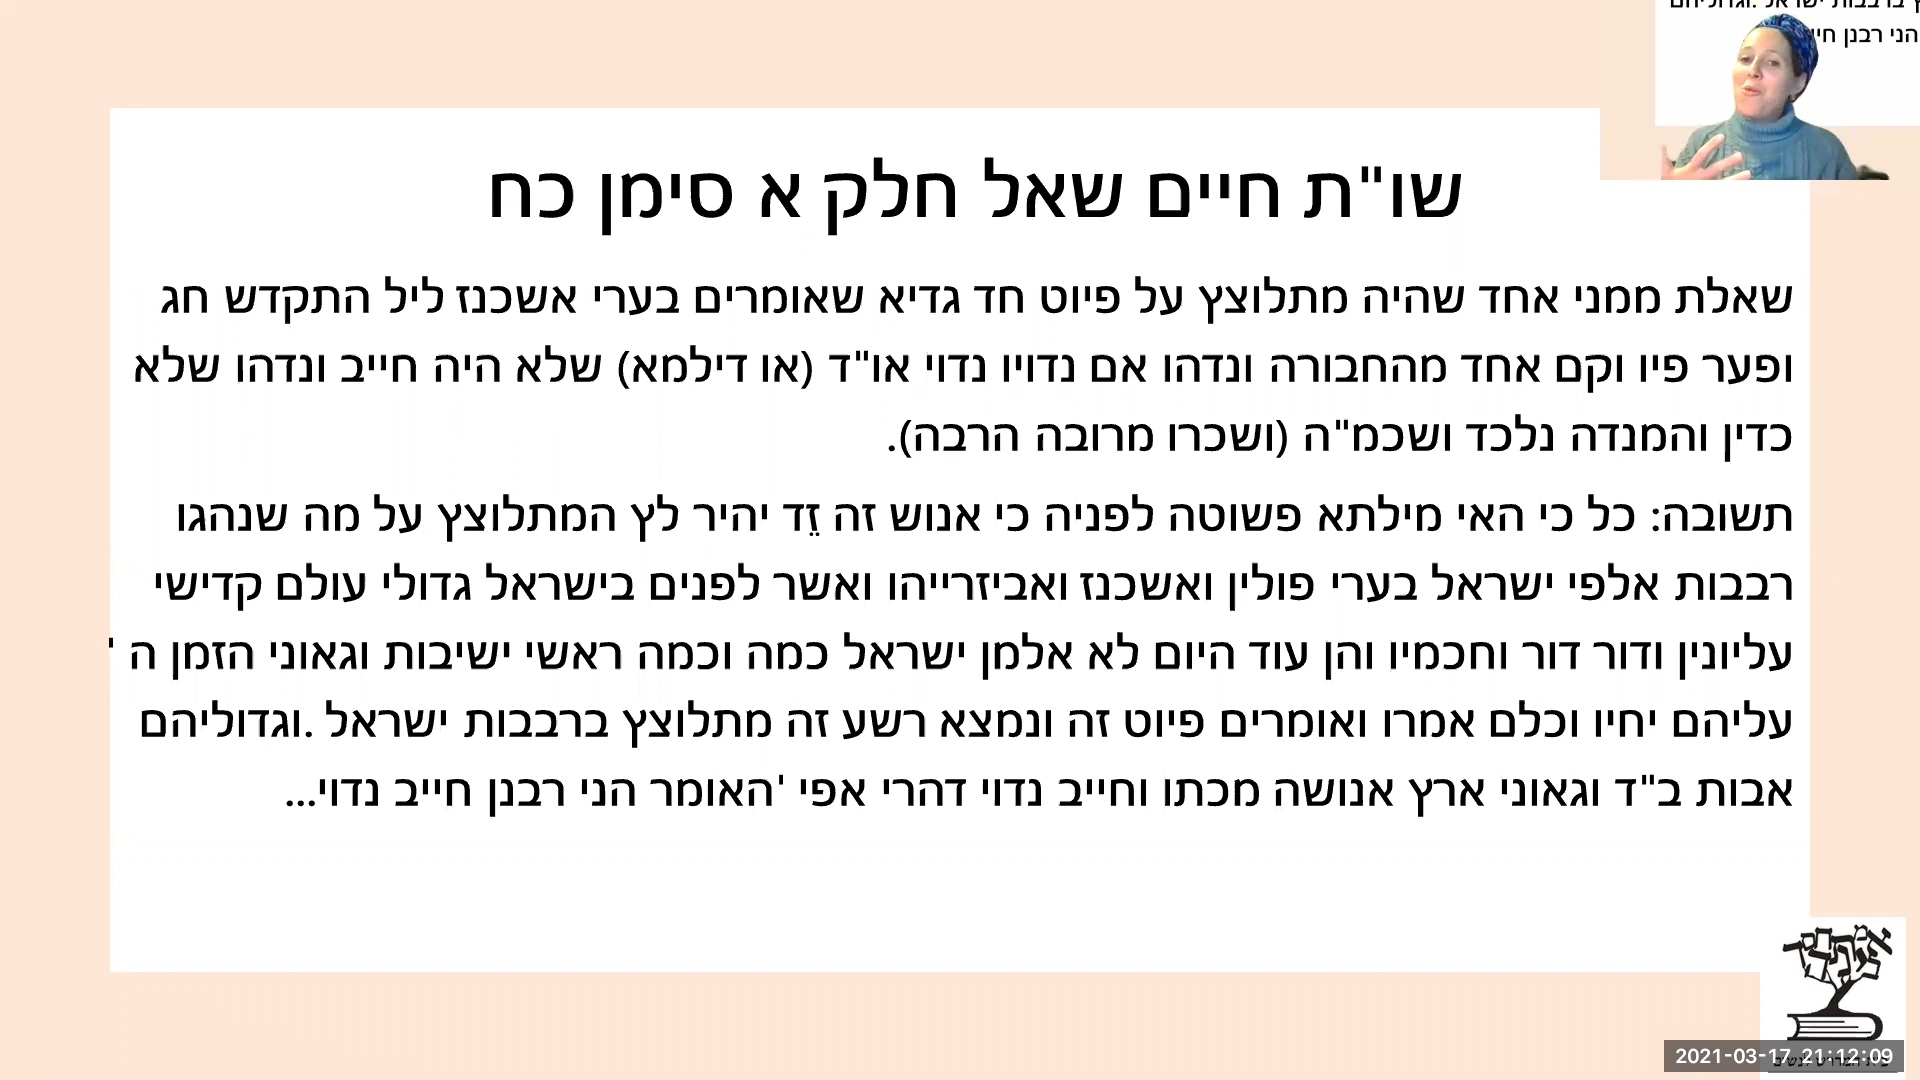 שו"ת חיים שאל חלק א סימן כח
שאלת ממני אחד שהיה מתלוצץ על פיוט חד גדיא שאומרים בערי אשכנז ליל התקדש חג
ופער פיו וקם אחד מהחבורה ונדהו אם נדויו נדוי או"ד (או דילמא) שלא היה חייב ונדהו שלא
כדין והמנדה נלכד ושכמ"ה (ושכרו מרובה הרבה).
תשובה: כל כי האי מילתא פשוטה לפניה כי אנוש זה זֵד יהיר לץ המתלוצץ על מה שנהגו
רבבות אלפי ישראל בערי פולין ואשכנז ואביזרייהו ואשר לפנים בישראל גדולי עולם קדישי
עליונין ודור דור וחכמיו והן עוד היום לא אלמן ישראל כמה וכמה ראשי ישיבות וגאוני הזמן ה '
עליהם יחיו וכלם אמרו ואומרים פיוט זה ונמצא רשע זה מתלוצץ ברבבות ישראל .וגדוליהם
אבות ב"ד וגאוני ארץ אנושה מכתו וחייב נדוי דהרי אפי 'האומר הני רבנן חייב נדוי...
ברבבות ישראל .וגדוליהם
הני רבנן
2021-03-17 21:12:09